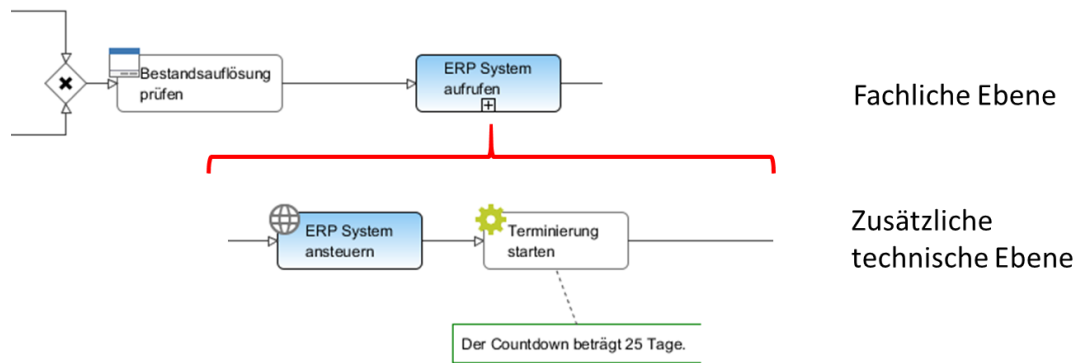 Bestandsauflösung
prüfen
ERP System
aufrufen
Fachliche Ebene
ERP System
ansteuern
Terminierung
starten
Zusätzliche
technische Ebene
Der Countdown beträgt 25 Tage.